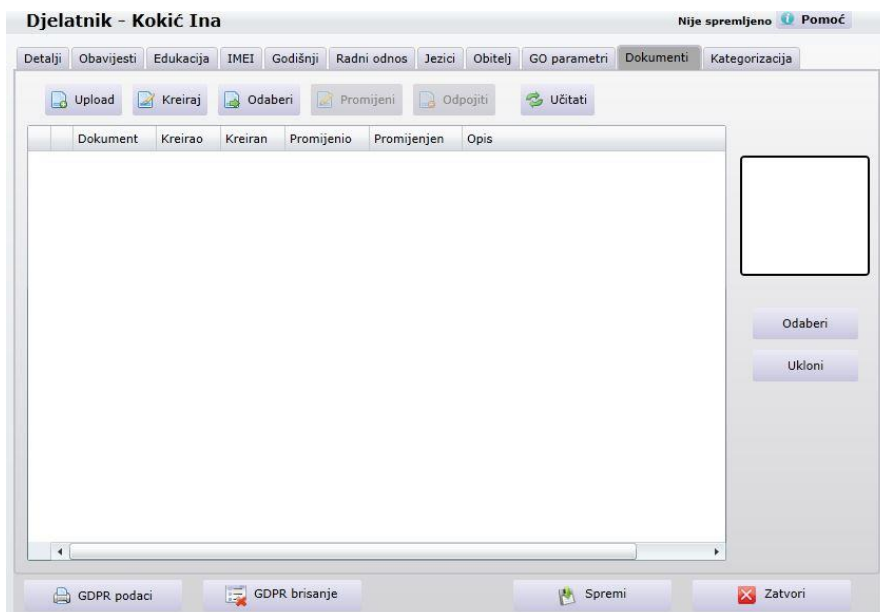 Djelatnik - Kokić Ina Nije spremljeno Pomoć
Detalji Obavijesti Edukacija IMEI Godišnji Radni odnos Jezici Obitelj GO parametri Dokumenti Kategorizacija
Upload Kreiraj Odaberi Promijeni Odpojiti Učitati
Dokument Kreirao Kreiran Promijenio Promijenjen Opis
Odaberi
Ukloni
GDPR podaci GDPR brisanje Spremi Zatvori